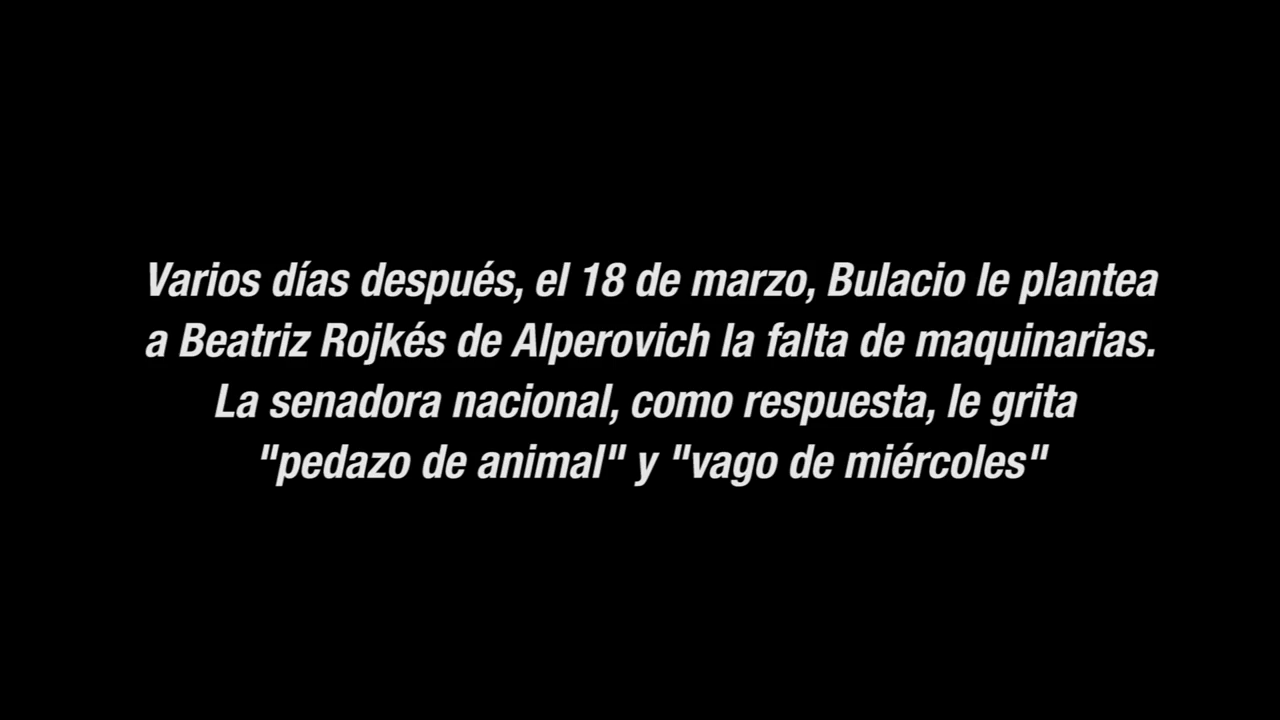 Varios días después, el 18 de marzo, Bulacio le plantea
a Beatriz Rojkés de Alperovich la falta de maquinarias.
La senadora nacional, como respuesta, le grita
"pedazo de animal" y "vago de miércoles"